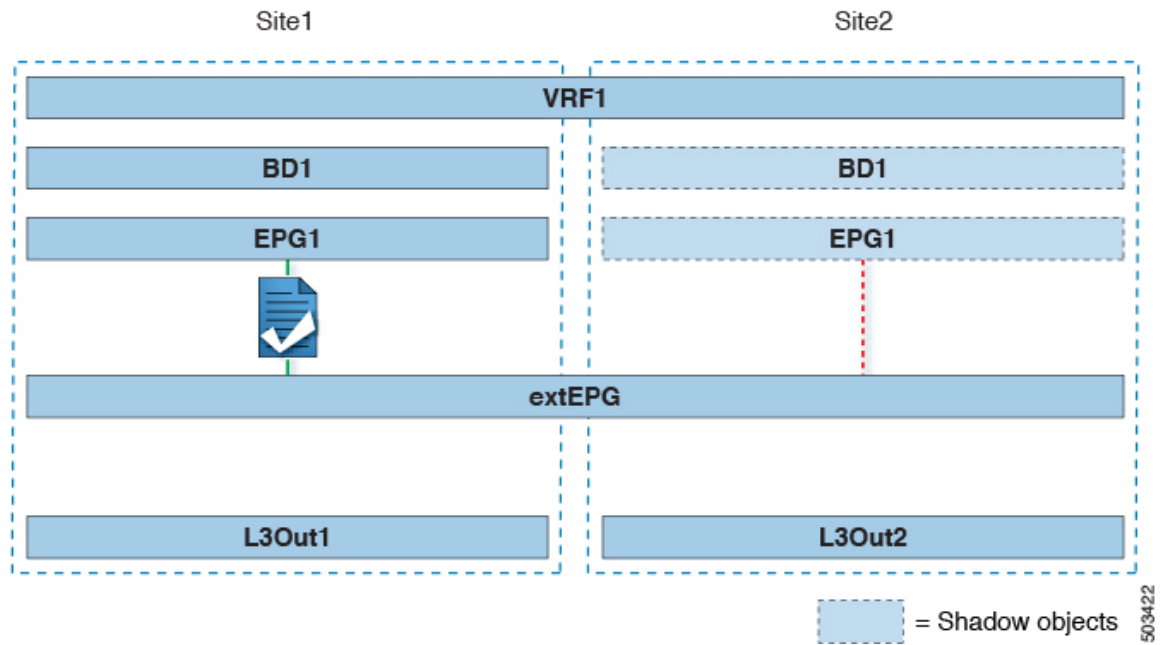 Site1
Site2
VRF1
BD1
BD1
EPG1
EPG1
extEPG
L3Out1
L3Out2
= Shadow objects
503422